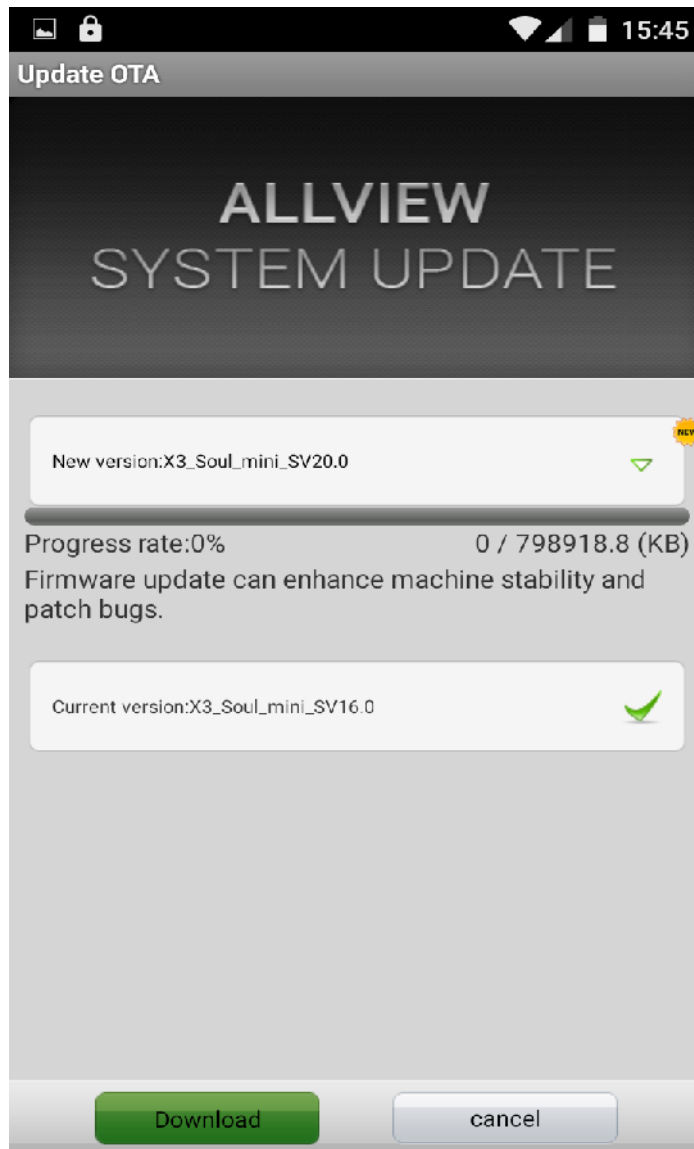 15:45
Update OTA
ALLVIEW
SYSTEM UPDATE
NEW
New version:X3_Soul_mini_SV20.0
Progress rate:0% 0 / 798918.8 (KB)
Firmware update can enhance machine stability and
patch bugs.
Current version:X3_Soul_mini_SV16.0
Download cancel